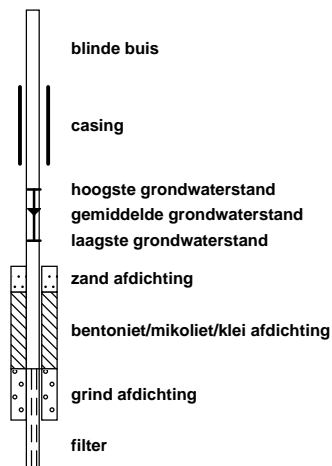 blinde buis
casing
hoogste grondwaterstand
gemiddelde grondwaterstand
laagste grondwaterstand
zand afdichting
bentoniet/mikoliet/klei afdichting
grind afdichting
filter